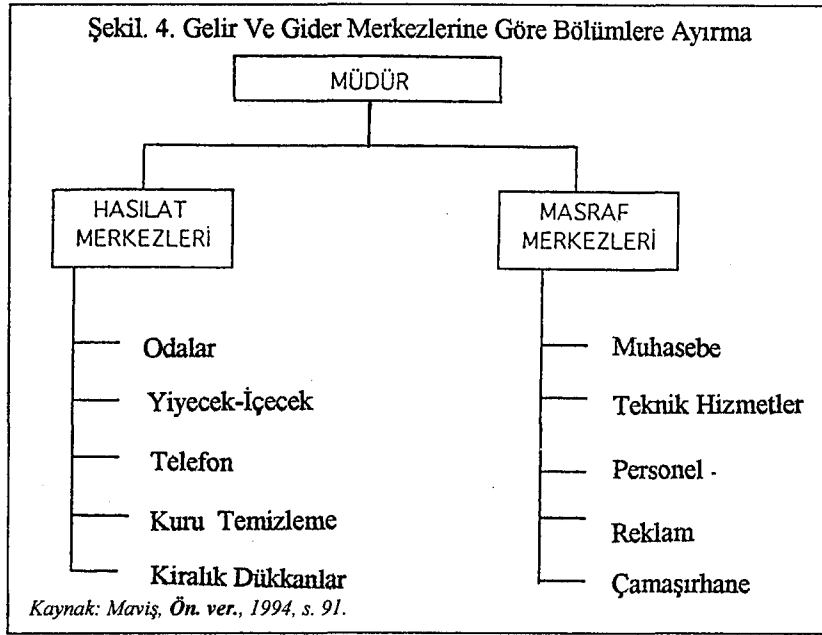 Şekil. 4. Gelir Ve Gider Merkezlerine Göre Bölümlere Ayırma
MÜDÜR
HASILAT
MERKEZLERİ
Odalar
Yiyecek-İçecek
Telefon
Kuru Temizleme
Kiralık Dükkanlar
MASRAF
MERKEZLERİ
Muhasebe
Teknik Hizmetler
Personel
Reklam
Çamaşırhane
Kaynak: Maviş, Ön. ver., 1994, s. 91.